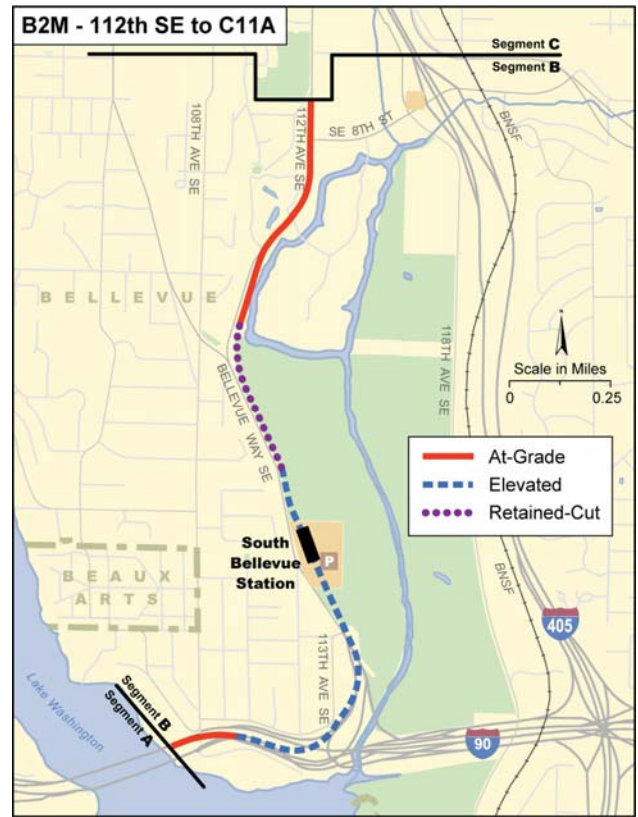 B2M - 112th SE to C11A
Segment C
Segment B
108TH AVE SE
112TH AVE SE
SE 8TH ST
BNSF
BELLEVUE
118TH AVE SE
N
Scale in Miles
0 0.25
BELLEVUE WAY SE
At-Grade
Elevated
Retained-Cut
South
Bellevue
Station
P
BEAUX
ARTS
BNSF
405
113TH AVE SE
Lake Washington
Segment B
Segment A
90